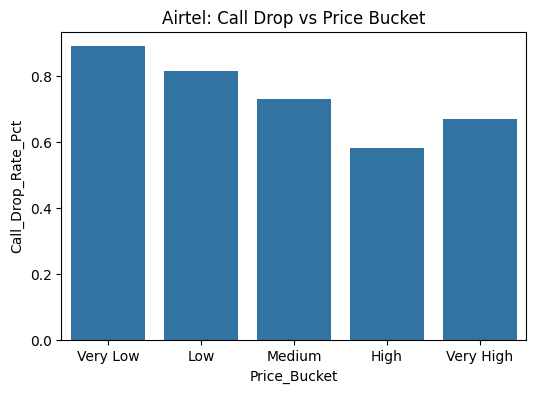 Airtel: Call Drop vs Price Bucket
Call_Drop_Rate_Pct
0.8
0.6
0.4
0.2
0.0
Very Low Low Medium High Very High
Price_Bucket